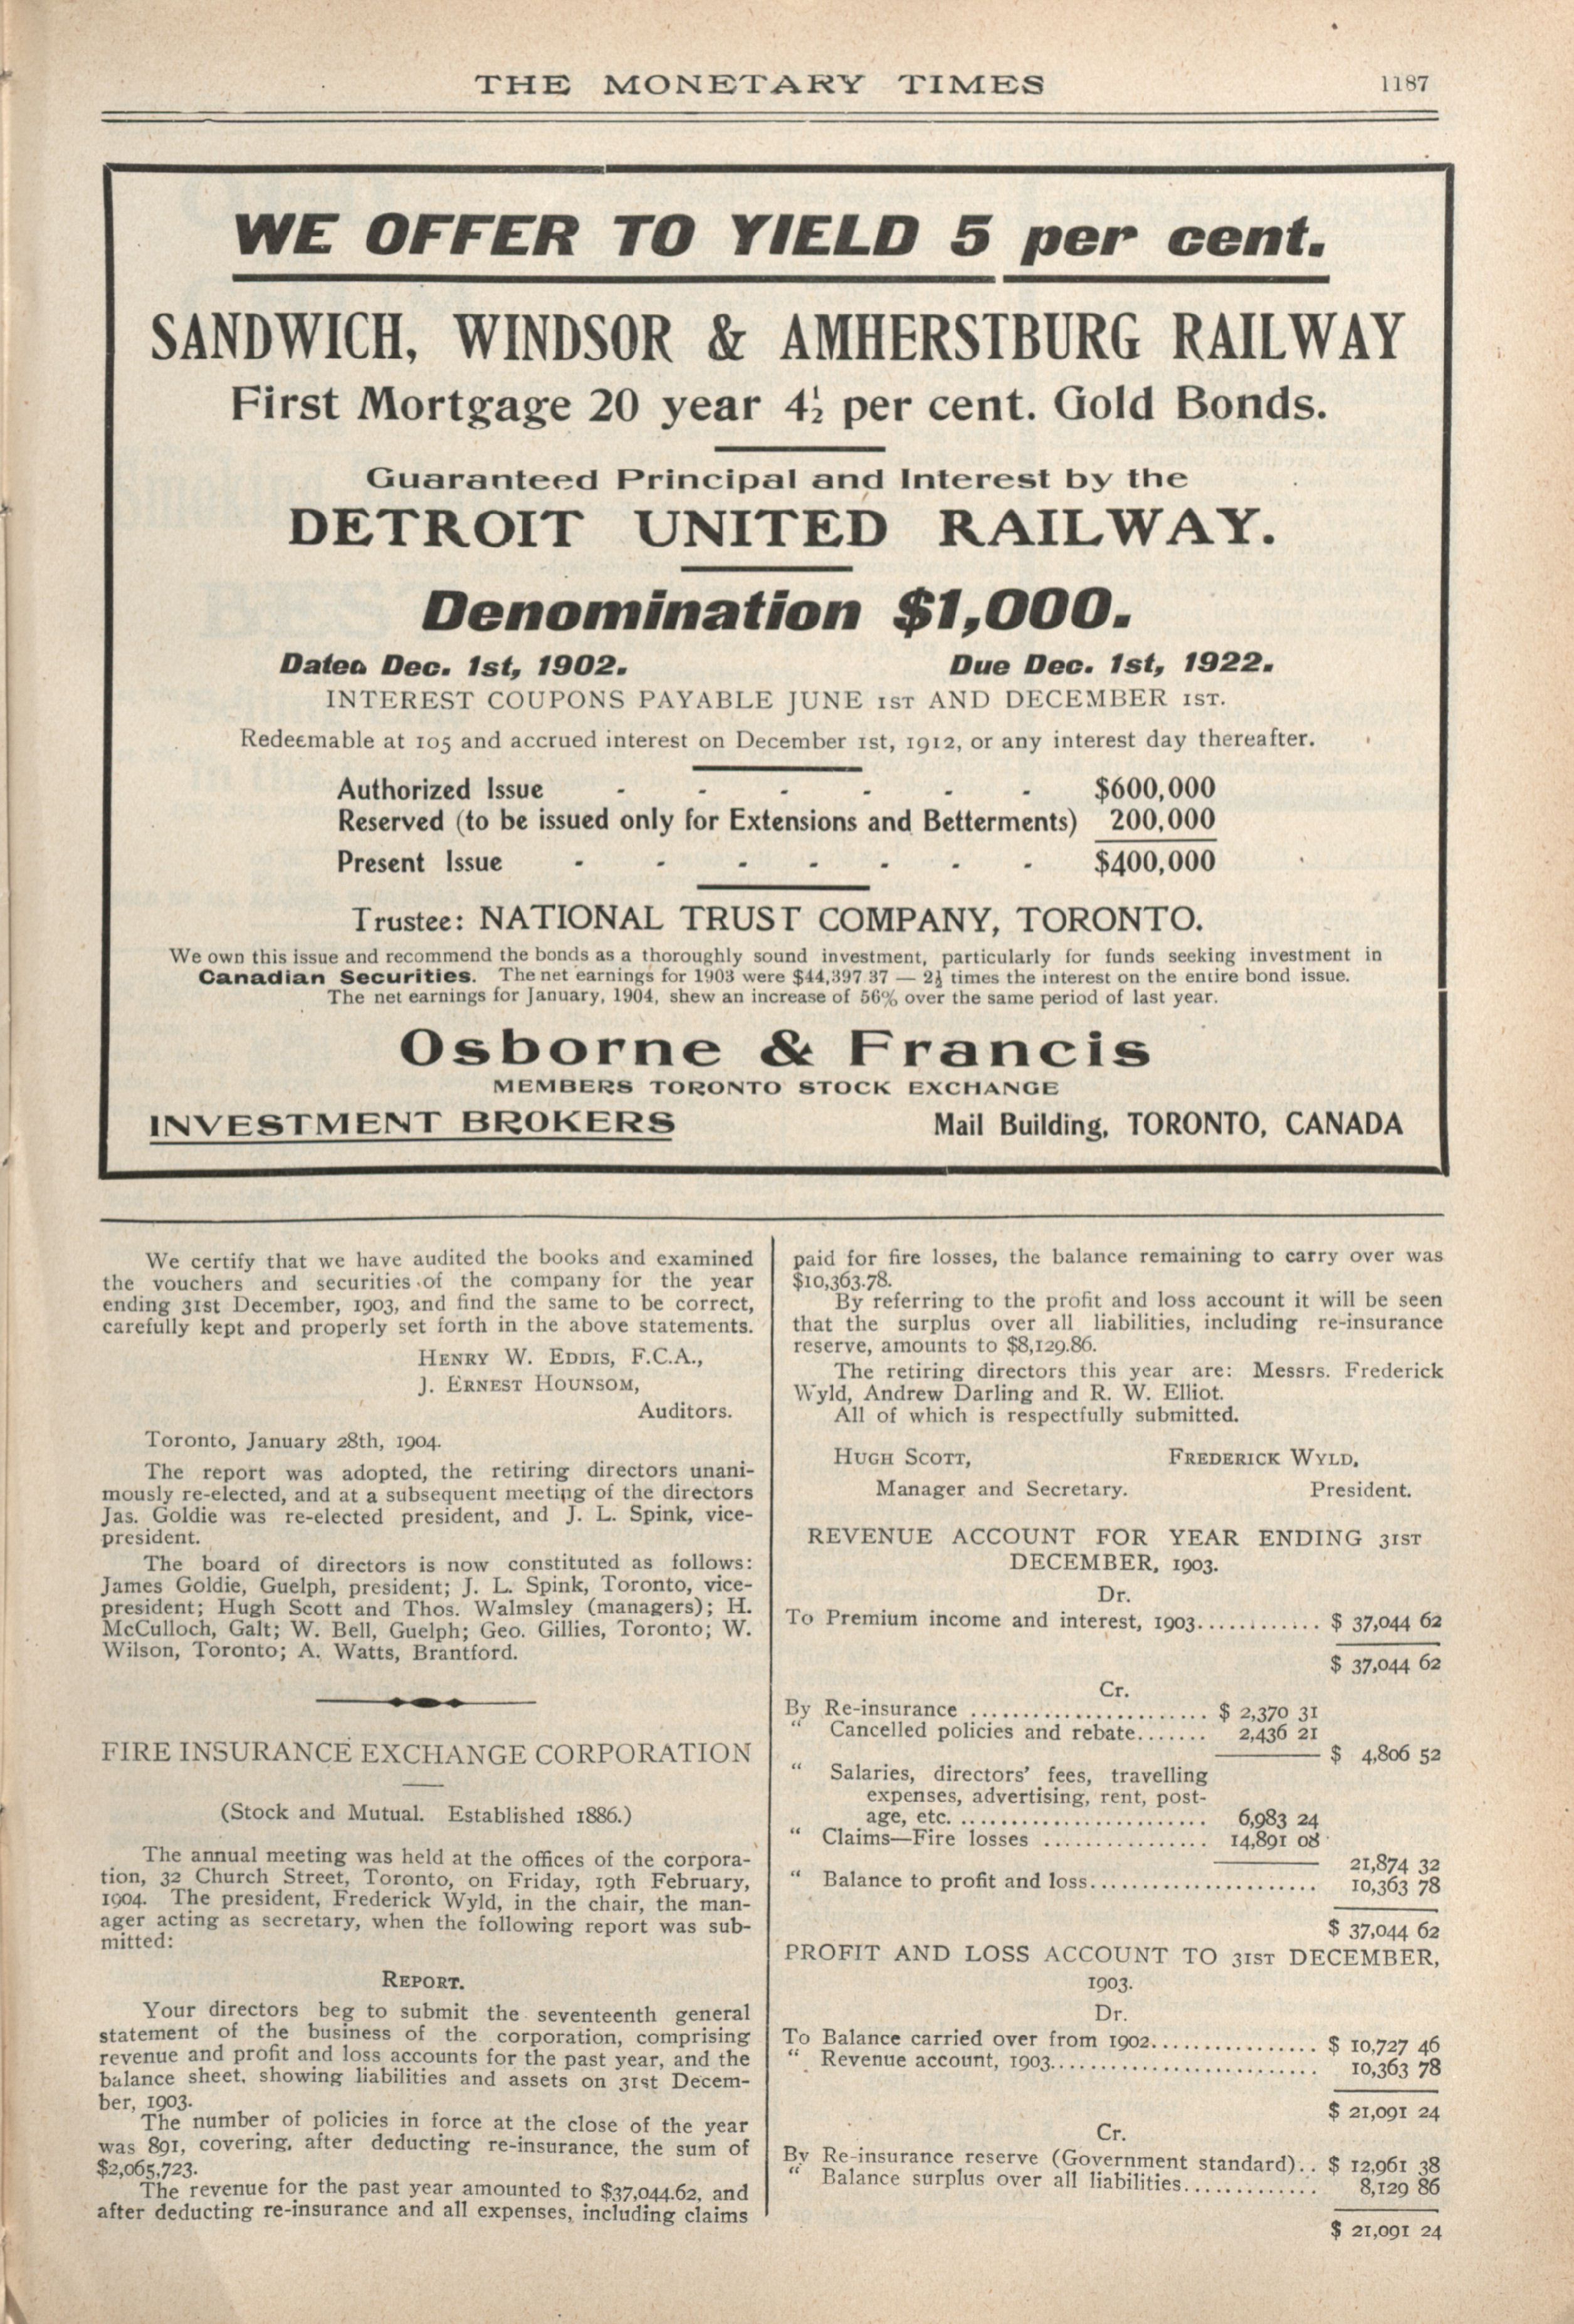 THE MONETARY TIMES 1187
WE OFFER TO YIELD 5 per cent.
SANDWICH, WINDSOR & AMHERSTBURG RAILWAY
First Mortgage 20 year 4½ per cent. Gold Bonds.
Guaranteed Principal and Interest by the
DETROIT UNITED RAILWAY.
Denomination $1,000.
Dated Dec. 1st, 1902. Due Dec. 1st, 1922.
INTEREST COUPONS PAYABLE JUNE 1ST AND DECEMBER 1ST.
Redeemable at 105 and accrued interest on December 1st, 1912, or any interest day thereafter.
Authorized Issue - - - - - - $600,000
Reserved (to be issued only for Extensions and Betterments) 200,000
Present Issue - - - - - - - $400,000
Trustee: NATIONAL TRUST COMPANY, TORONTO.
We own this issue and recommend the bonds as a thoroughly sound investment, particularly for funds seeking investment in
Canadian Securities. The net earnings for 1903 were $44,397 37 — 2½ times the interest on the entire bond issue.
The net earnings for January, 1904, shew an increase of 56% over the same period of last year.
Osborne & Francis
MEMBERS TORONTO STOCK EXCHANGE
INVESTMENT BROKERS Mail Building, TORONTO, CANADA
We certify that we have audited the books and examined
the vouchers and securities of the company for the year
ending 31st December, 1903, and find the same to be correct,
carefully kept and properly set forth in the above statements.
HENRY W. EDDIS, F.C.A.,
J. ERNEST HOUNSOM,
Auditors.
Toronto, January 28th, 1904.
The report was adopted, the retiring directors unani-
mously re-elected, and at a subsequent meeting of the directors
Jas. Goldie was re-elected president, and J. L. Spink, vice-
president.
The board of directors is now constituted as follows:
James Goldie, Guelph, president; J. L. Spink, Toronto, vice-
president; Hugh Scott and Thos. Walmsley (managers); H.
McCulloch, Galt; W. Bell, Guelph; Geo. Gillies, Toronto; W.
Wilson, Toronto; A. Watts, Brantford.
FIRE INSURANCE EXCHANGE CORPORATION
(Stock and Mutual. Established 1886.)
The annual meeting was held at the offices of the corpora-
tion, 32 Church Street, Toronto, on Friday, 19th February,
1904. The president, Frederick Wyld, in the chair, the man-
ager acting as secretary, when the following report was sub-
mitted:
REPORT.
Your directors beg to submit the seventeenth general
statement of the business of the corporation, comprising
revenue and profit and loss accounts for the past year, and the
balance sheet, showing liabilities and assets on 31st Decem-
ber, 1903.
The number of policies in force at the close of the year
was 891, covering, after deducting re-insurance, the sum of
$2,065,723.
The revenue for the past year amounted to $37,044.62, and
after deducting re-insurance and all expenses, including claims
paid for fire losses, the balance remaining to carry over was
$10,363.78.
By referring to the profit and loss account it will be seen
that the surplus over all liabilities, including re-insurance
reserve, amounts to $8,129.86.
The retiring directors this year are: Messrs. Frederick
Wyld, Andrew Darling and R. W. Elliot.
All of which is respectfully submitted.
HUGH SCOTT, FREDERICK WYLD,
Manager and Secretary. President.
REVENUE ACCOUNT FOR YEAR ENDING 31ST
DECEMBER, 1903.
Dr.
To Premium income and interest, 1903............ $ 37,044 62
$ 37,044 62
Cr.
By Re-insurance ....................... $ 2,370 31
" Cancelled policies and rebate....... 2,436 21
$ 4,806 52
" Salaries, directors' fees, travelling
expenses, advertising, rent, post-
age, etc. ........................ 6,983 24
" Claims—Fire losses ................ 14,891 08
21,874 32
" Balance to profit and loss...................... 10,363 78
$ 37,044 62
PROFIT AND LOSS ACCOUNT TO 31ST DECEMBER,
1903.
Dr.
To Balance carried over from 1902................ $ 10,727 46
" Revenue account, 1903.......................... 10,363 78
$ 21,091 24
Cr.
By Re-insurance reserve (Government standard).. $ 12,961 38
" Balance surplus over all liabilities............. 8,129 86
$ 21,091 24